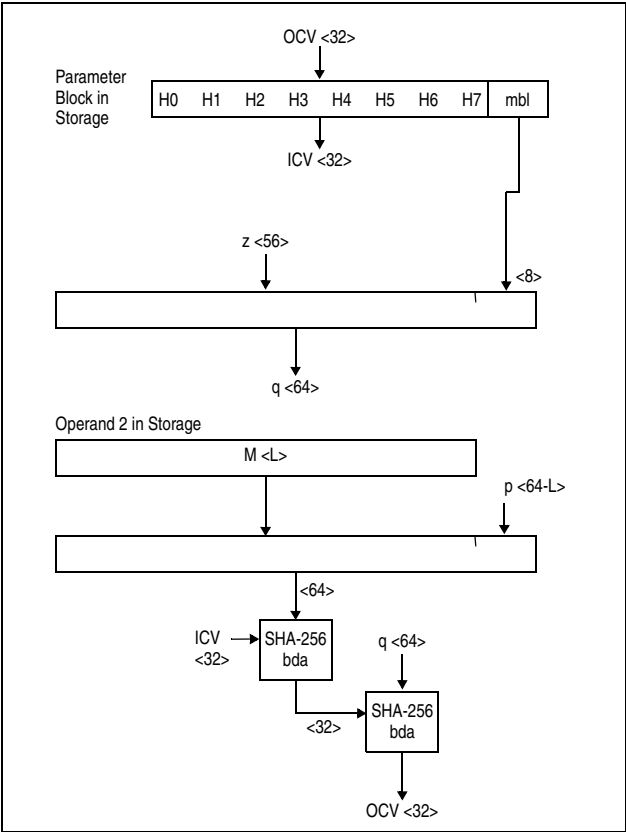 OCV <32>
Parameter
Block in
Storage
H0 H1 H2 H3 H4 H5 H6 H7 mbl
ICV <32>
z <56>
<8>
q <64>
Operand 2 in Storage
M <L>
p <64-L>
<64>
ICV
<32>
SHA-256
bda
q <64>
<32>
SHA-256
bda
OCV <32>